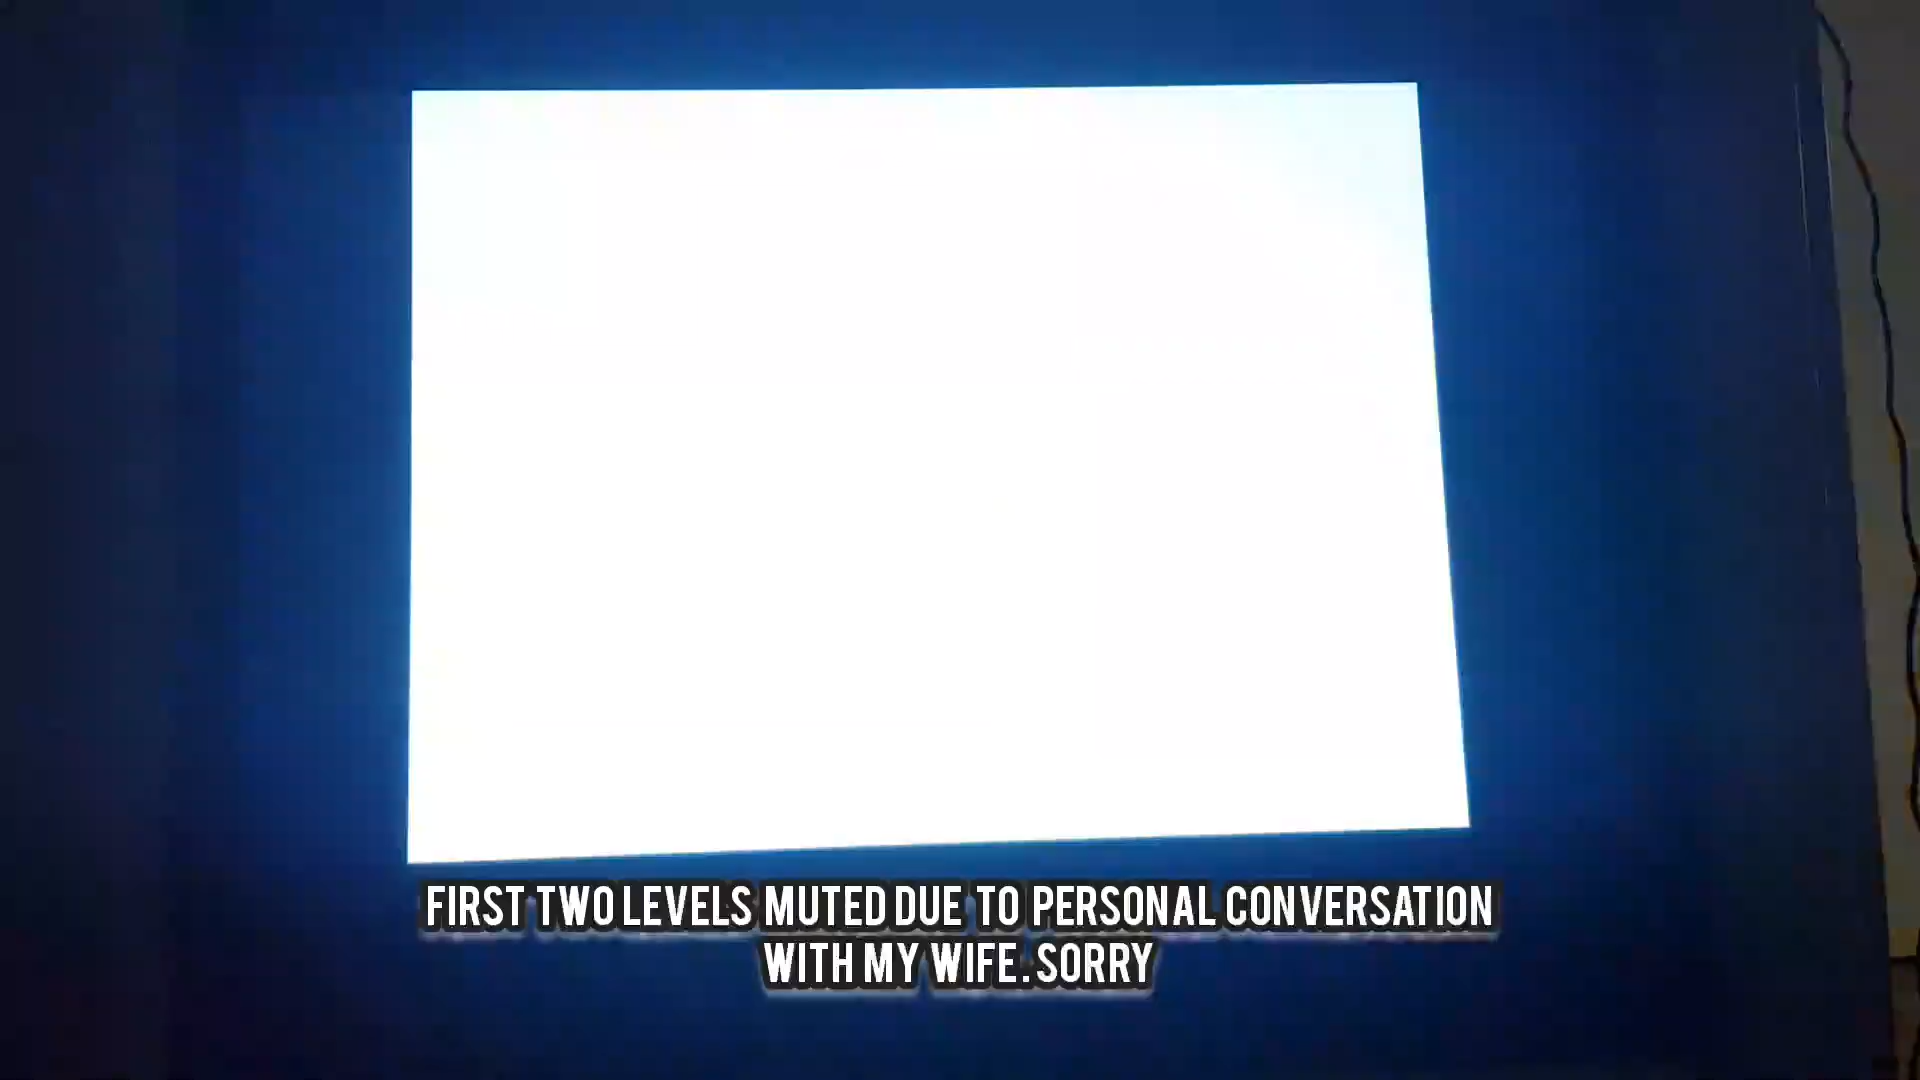 FIRST TWO LEVELS MUTED DUE TO PERSONAL CONVERSATION
WITH MY WIFE. SORRY